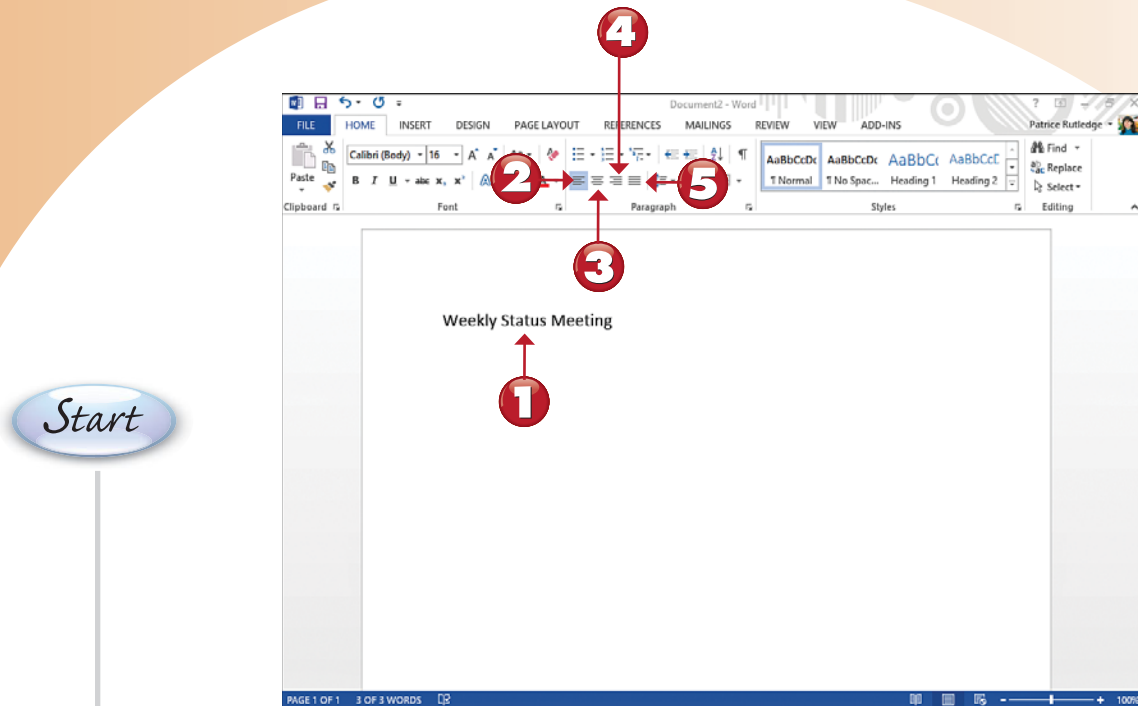 4
Document2 - Word
?
FILE HOME INSERT DESIGN PAGE LAYOUT REFERENCES MAILINGS REVIEW VIEW ADD-INS Patrice Rutledge
Calibri (Body) 16 A A ¶ AaBbCcDc AaBbCcDc AaBbCc AaBbCcC Find
Paste Replace
B I U abc x, x² A 2 5 ¶ Normal ¶ No Spac... Heading 1 Heading 2 Select
Clipboard Font Paragraph Styles Editing
3
Weekly Status Meeting
1
Start
PAGE 1 OF 1 3 OF 3 WORDS 100%